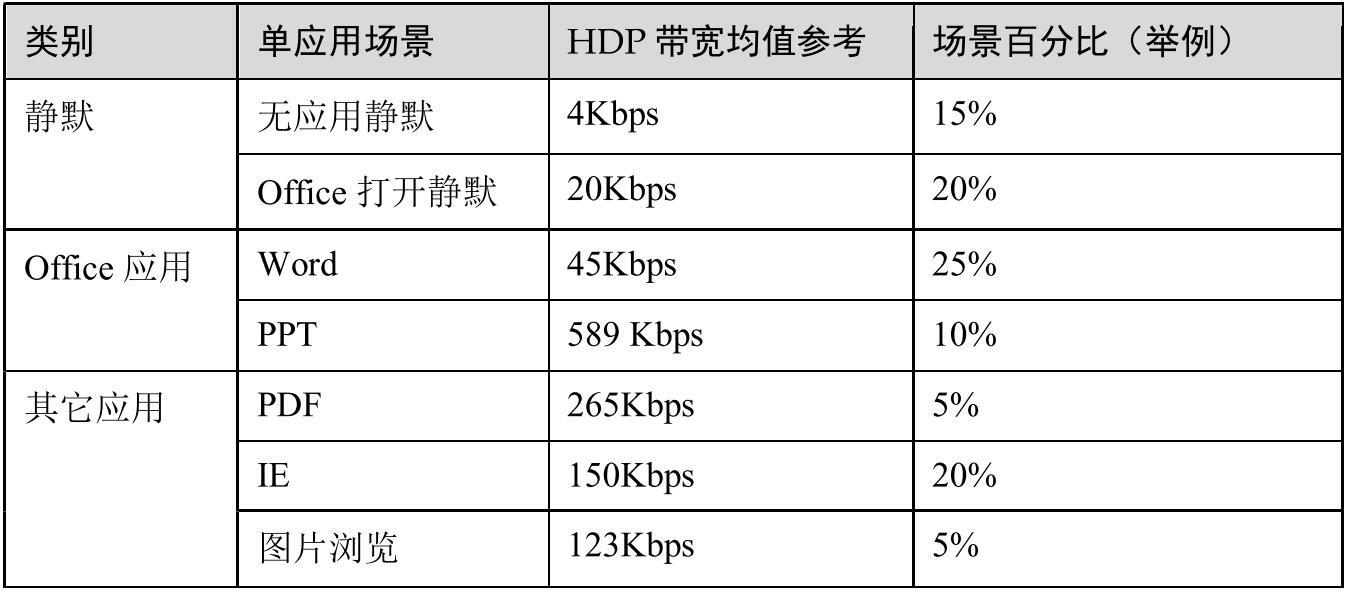 类别 单应用场景 HDP 带宽均值参考 场景百分比（举例）
静默 无应用静默 4Kbps 15%
Office 打开静默 20Kbps 20%
Office 应用 Word 45Kbps 25%
PPT 589 Kbps 10%
其它应用 PDF 265Kbps 5%
IE 150Kbps 20%
图片浏览 123Kbps 5%